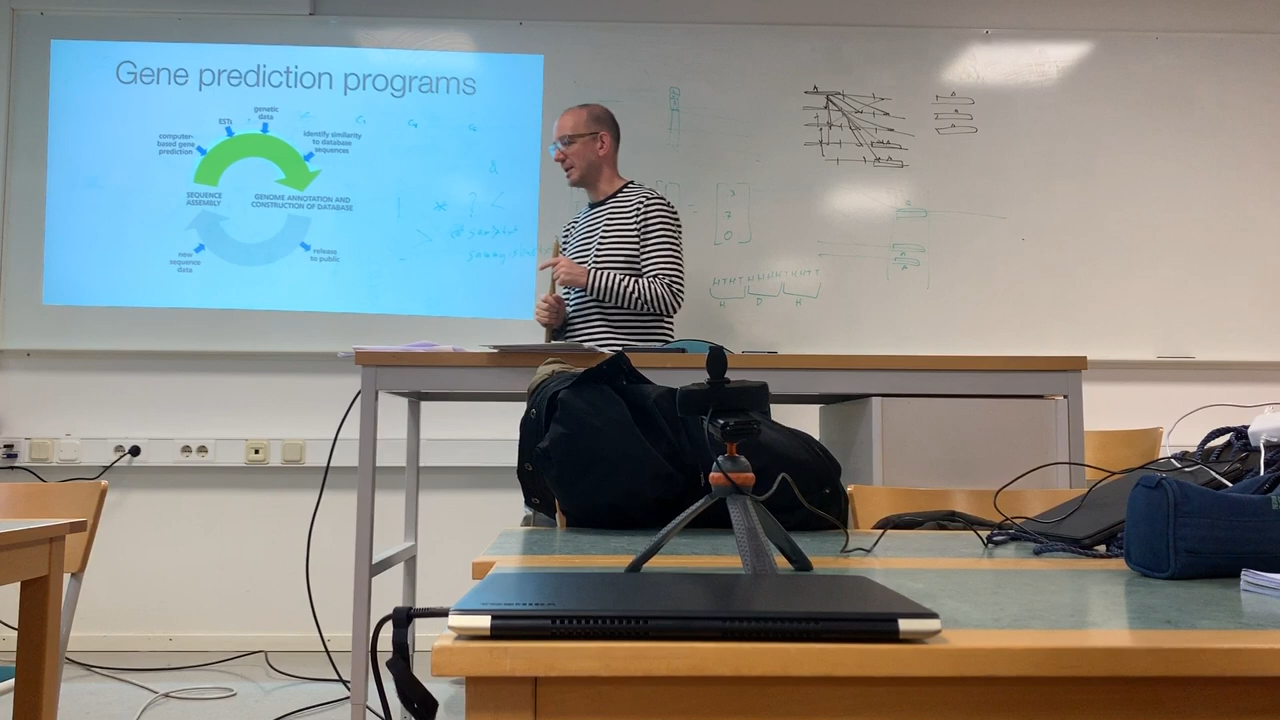 Gene prediction programs
genetic
data
ESTs
computer-
based gene
prediction
identify similarity
to database
sequences
SEQUENCE
ASSEMBLY
GENOME ANNOTATION AND
CONSTRUCTION OF DATABASE
new
sequence
data
release
to public
* ? <
>
H D H